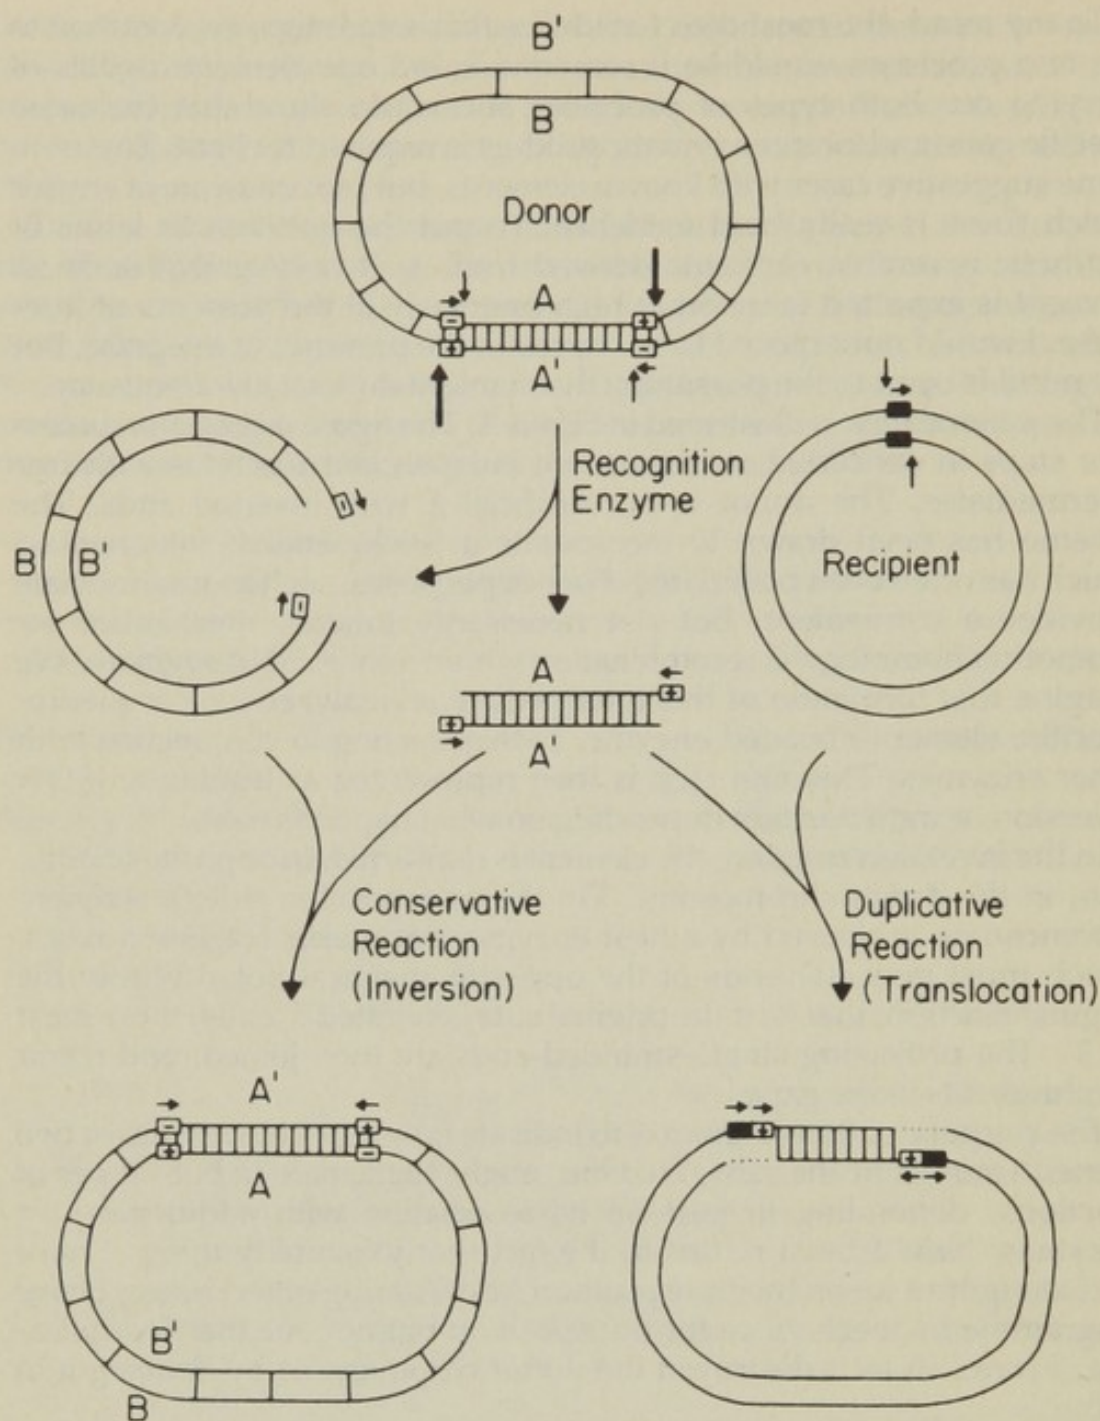 B'
B
Donor
A
- +
+ -
A'
Recognition
Enzyme
B B'
-
-
Recipient
A
+
+
A'
Conservative
Reaction
(Inversion)
Duplicative
Reaction
(Translocation)
A'
- +
+ -
A
B'
B
+
+